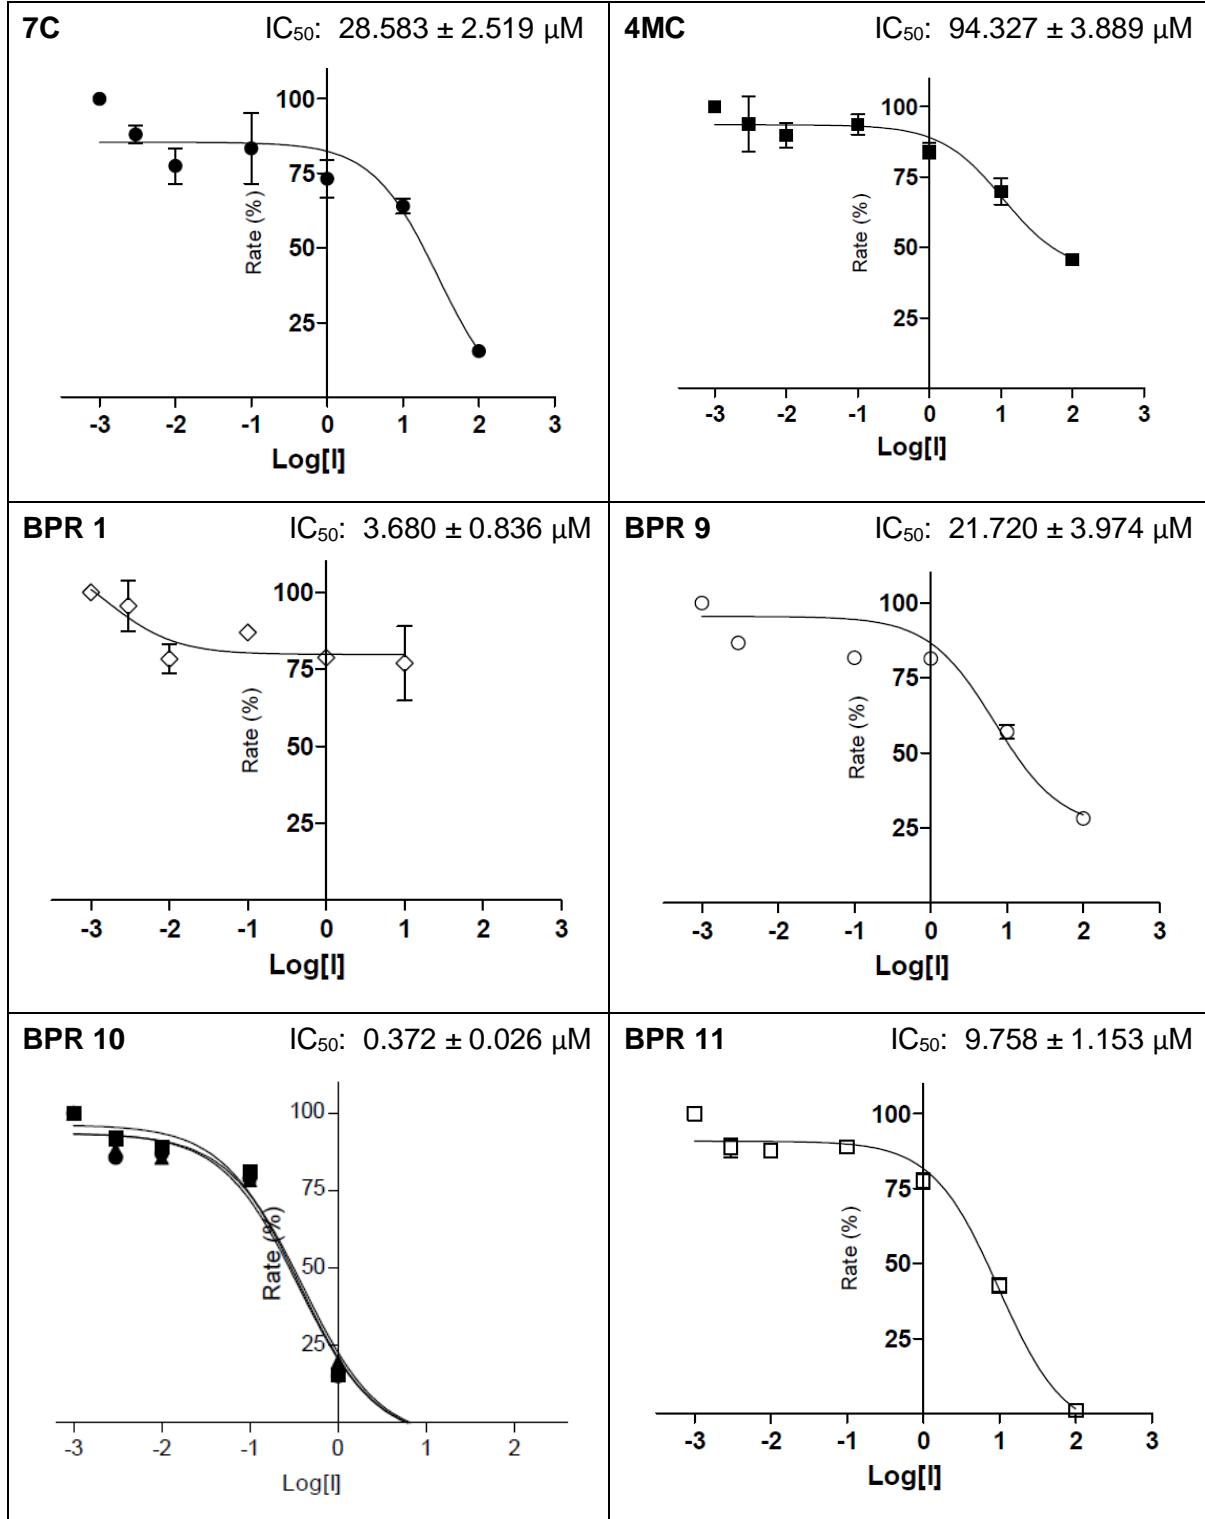 7C IC50: 28.583 ± 2.519 µM
100
75
50
25
Rate (%)
-3 -2 -1 0 1 2 3
Log[I]
4MC IC50: 94.327 ± 3.889 µM
100
75
50
25
Rate (%)
-3 -2 -1 0 1 2 3
Log[I]
BPR 1 IC50: 3.680 ± 0.836 µM
100
75
50
25
Rate (%)
-3 -2 -1 0 1 2 3
Log[I]
BPR 9 IC50: 21.720 ± 3.974 µM
100
75
50
25
Rate (%)
-3 -2 -1 0 1 2 3
Log[I]
BPR 10 IC50: 0.372 ± 0.026 µM
100
75
50
25
Rate (%)
-3 -2 -1 0 1 2
Log[I]
BPR 11 IC50: 9.758 ± 1.153 µM
100
75
50
25
Rate (%)
-3 -2 -1 0 1 2 3
Log[I]